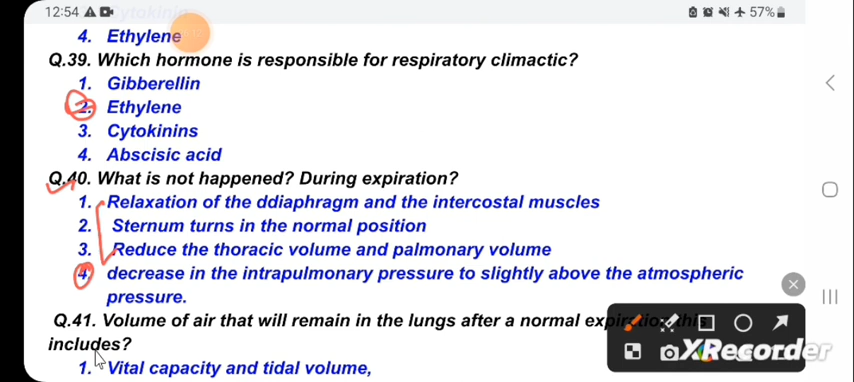 12:54
57%
Cytokinin
4. Ethylene
Q.39. Which hormone is responsible for respiratory climactic?
1. Gibberellin
2. Ethylene
3. Cytokinins
4. Abscisic acid
Q.40. What is not happened? During expiration?
1. Relaxation of the ddiaphragm and the intercostal muscles
2. Sternum turns in the normal position
3. Reduce the thoracic volume and palmonary volume
4. decrease in the intrapulmonary pressure to slightly above the atmospheric
pressure.
Q.41. Volume of air that will remain in the lungs after a normal expiration this
includes?
1. Vital capacity and tidal volume,
XRecorder